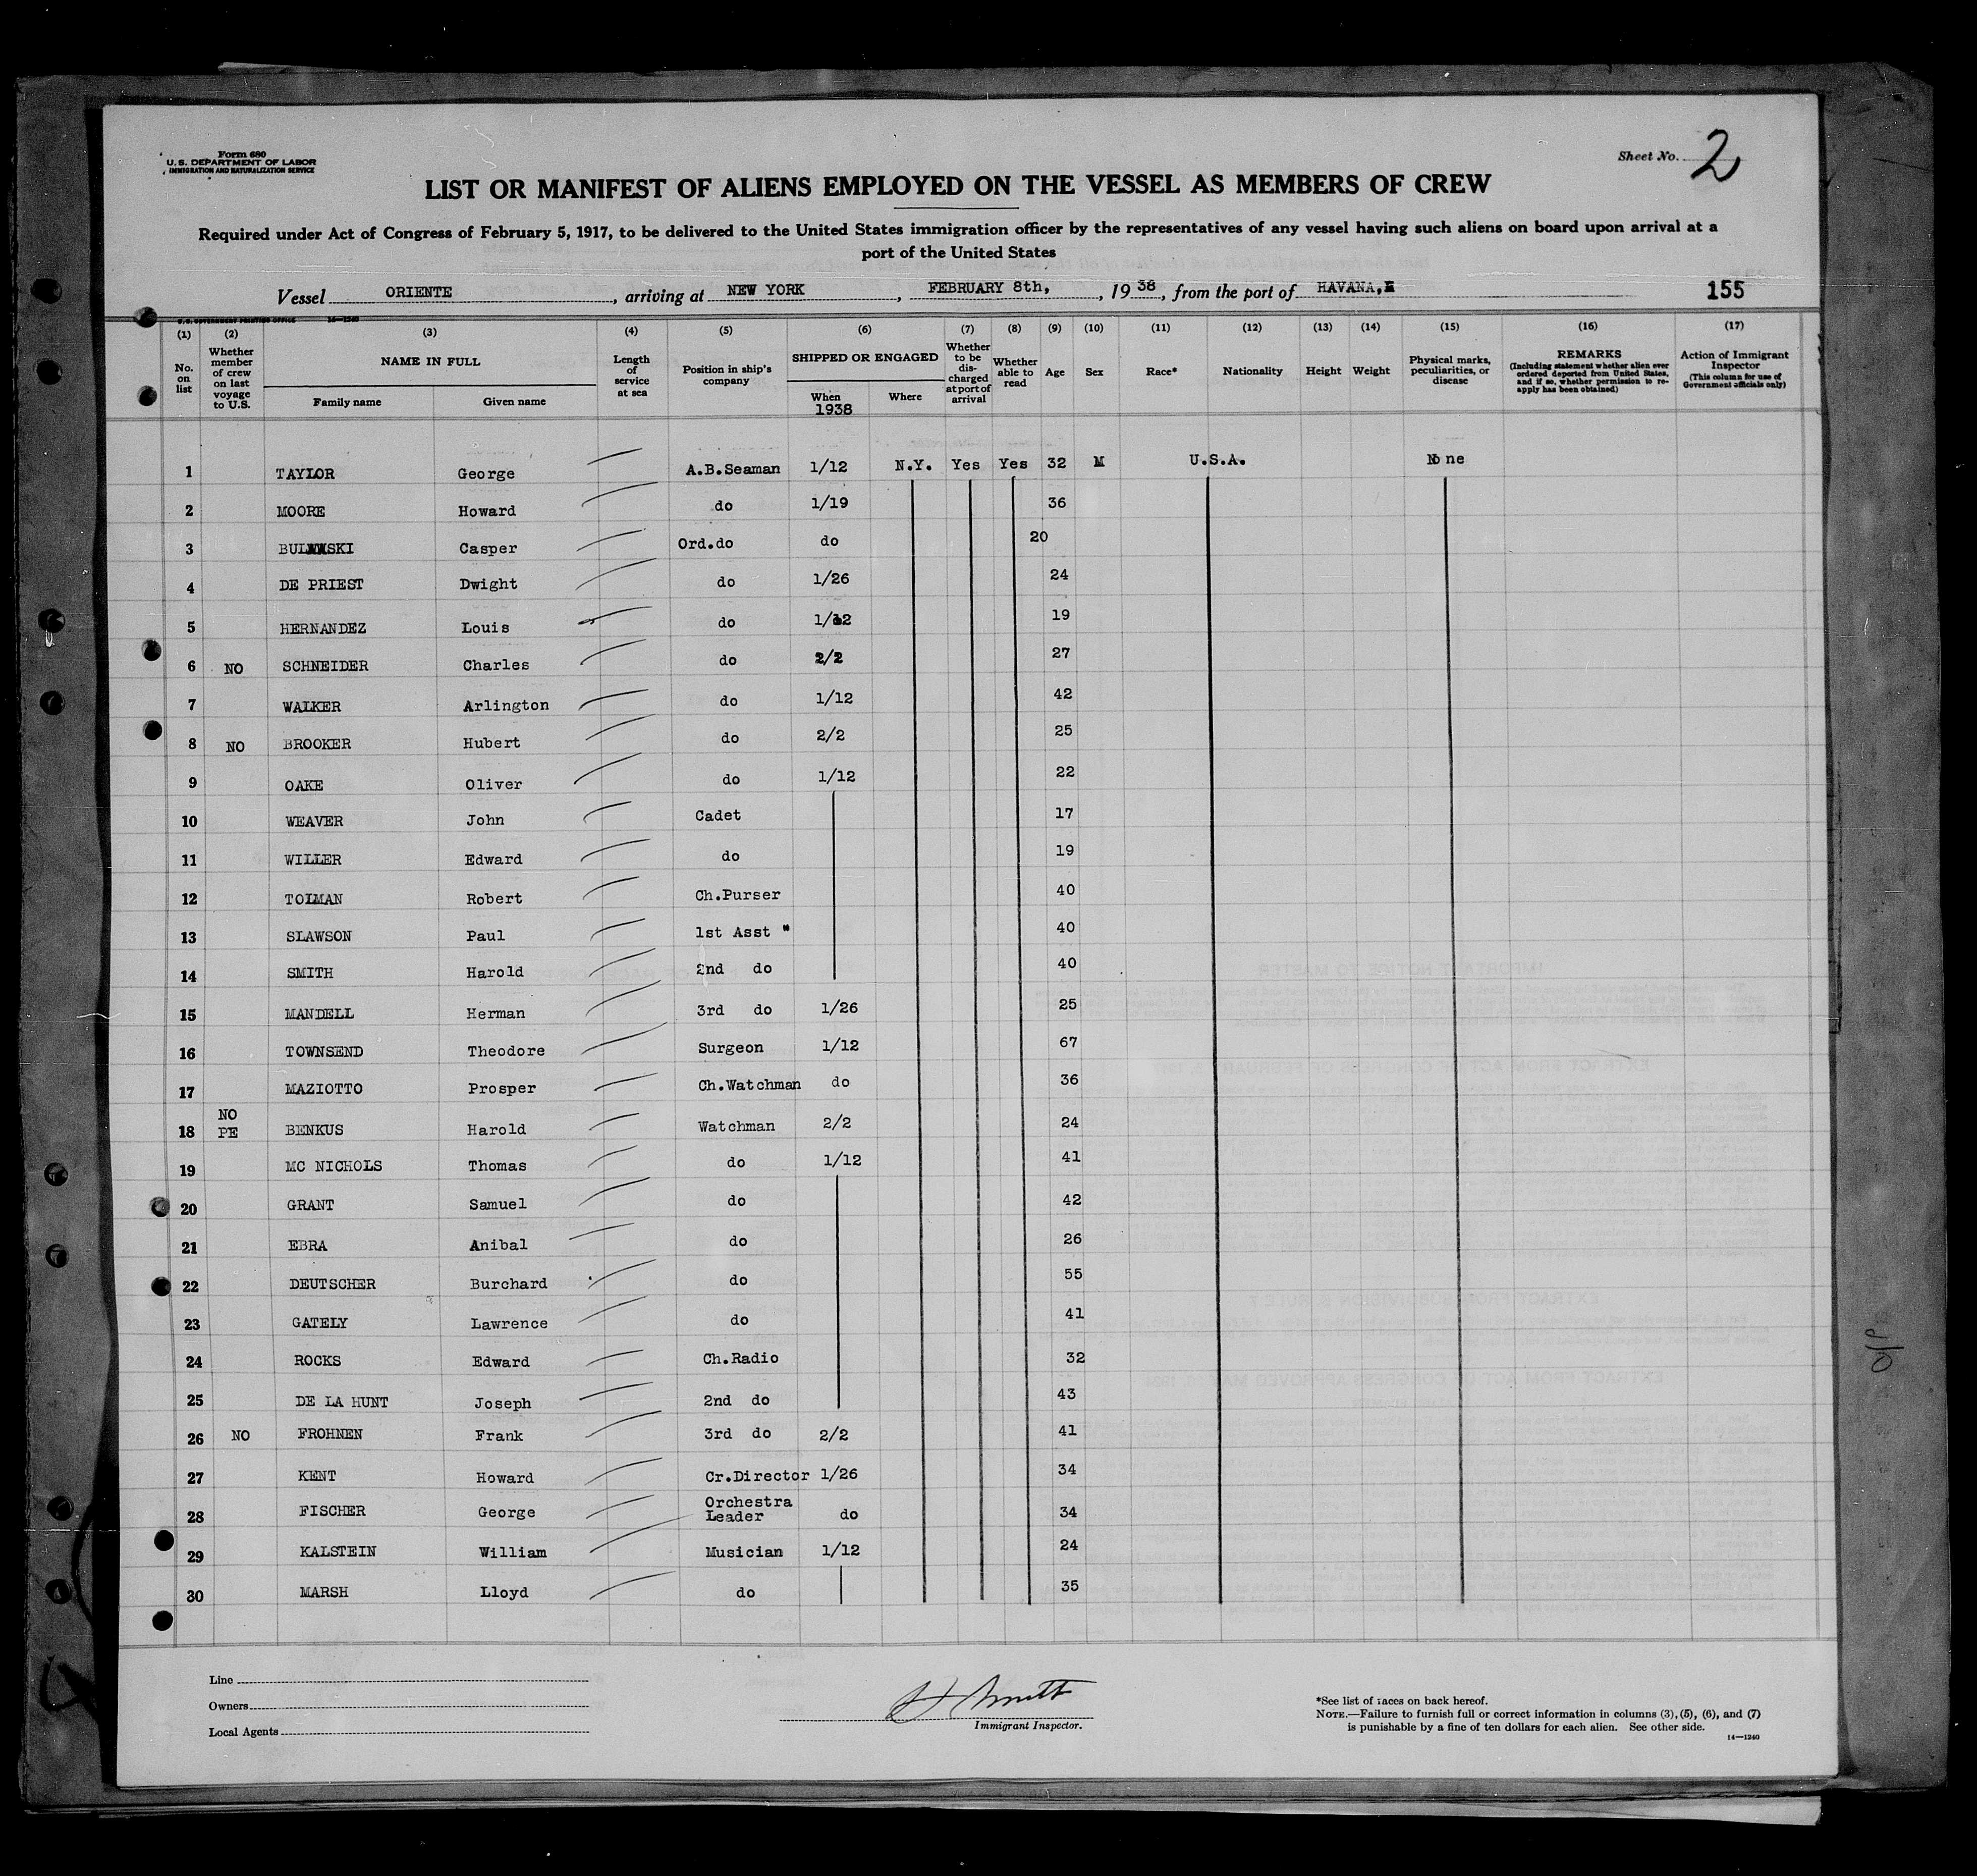 Form 680
U. S. DEPARTMENT OF LABOR
IMMIGRATION AND NATURALIZATION SERVICE
Sheet No. 2
LIST OR MANIFEST OF ALIENS EMPLOYED ON THE VESSEL AS MEMBERS OF CREW
Required under Act of Congress of February 5, 1917, to be delivered to the United States immigration officer by the representatives of any vessel having such aliens on board upon arrival at a
port of the United States
Vessel ORIENTE, arriving at NEW YORK, FEBRUARY 8th, 1938, from the port of HAVANA,
155
U.S. GOVERNMENT PRINTING OFFICE 14—1240
(1) (2) (3) (4) (5) (6) (7) (8) (9) (10) (11) (12) (13) (14) (15) (16) (17)
No. on list
Whether member of crew on last voyage to U.S.
NAME IN FULL
Family name
Given name
Length of service at sea
Position in ship's company
SHIPPED OR ENGAGED
When
1938
Where
Whether to be discharged at port of arrival
Whether able to read
Age
Sex
Race*
Nationality
Height
Weight
Physical marks, peculiarities, or disease
REMARKS
(Including statement whether alien ever ordered deported from United States, and if so, whether permission to reapply has been obtained)
Action of Immigrant Inspector
(This column for use of Government officials only)
1 TAYLOR George A.B.Seaman 1/12 N.Y. Yes Yes 32 M U.S.A. None
2 MOORE Howard do 1/19 36
3 Casper Ord.do do 20
4 DE PRIEST Dwight do 1/26 24
5 HERNANDEZ Louis do 1/12 19
6 NO SCHNEIDER Charles do 2/2 27
7 WALKER Arlington do 1/12 42
8 NO BROOKER Hubert do 2/2 25
9 OAKE Oliver do 1/12 22
10 WEAVER John Cadet 17
11 WILLER Edward do 19
12 TOLMAN Robert Ch.Purser 40
13 SLAWSON Paul 1st Asst " 40
14 SMITH Harold 2nd do 40
15 MANDELL Herman 3rd do 1/26 25
16 TOWNSEND Theodore Surgeon 1/12 67
17 MAZIOTTO Prosper Ch.Watchman do 36
18 NO PE BENKUS Harold Watchman 2/2 24
19 MC NICHOLS Thomas do 1/12 41
20 GRANT Samuel do 42
21 EBRA Anibal do 26
22 DEUTSCHER Burchard do 55
23 GATELY Lawrence do 41
24 ROCKS Edward Ch.Radio 32
25 DE LA HUNT Joseph 2nd do 43
26 NO FROHNEN Frank 3rd do 2/2 41
27 KENT Howard Cr.Director 1/26 34
28 FISCHER George Orchestra Leader do 34
29 KALSTEIN William Musician 1/12 24
30 MARSH Lloyd do 35
Line
Owners
Local Agents
Immigrant Inspector.
*See list of races on back hereof.
NOTE.—Failure to furnish full or correct information in columns (3), (5), (6), and (7)
is punishable by a fine of ten dollars for each alien. See other side.
14—1240